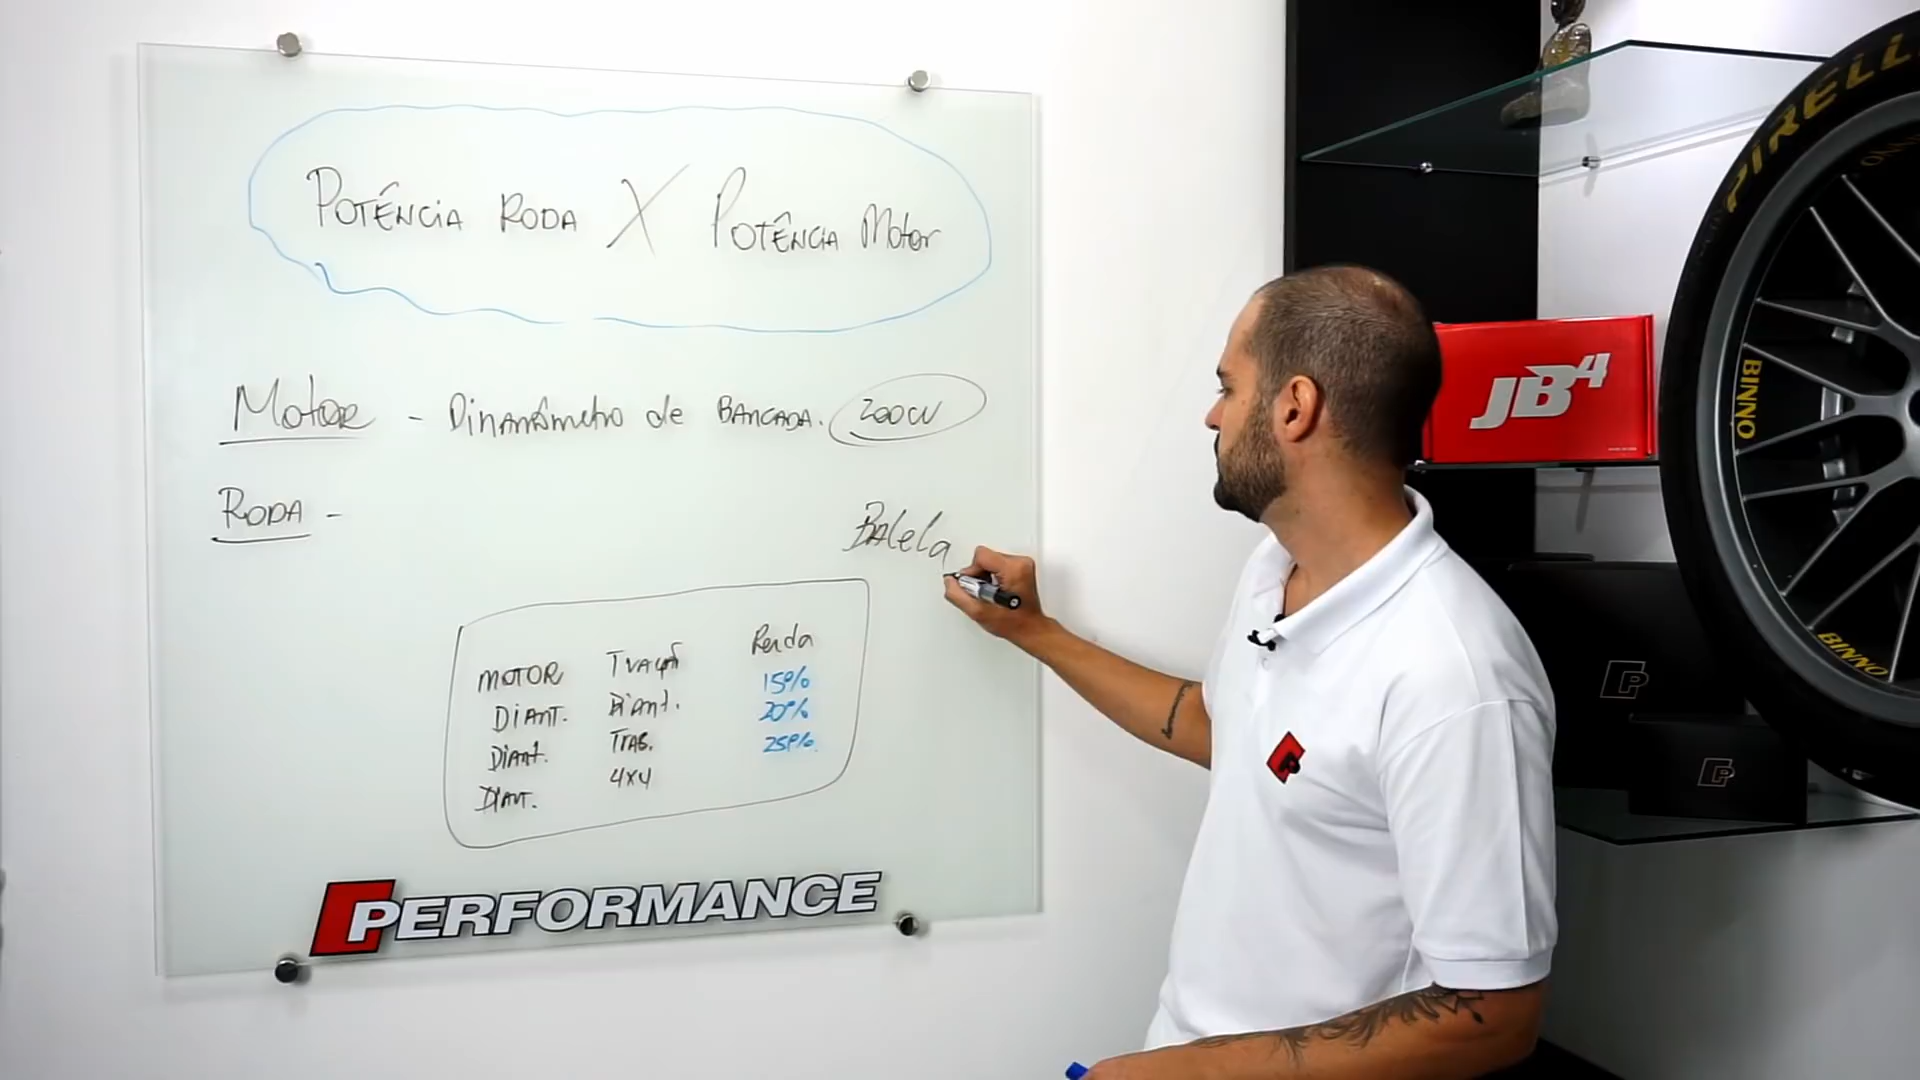 POTÊNCIA RODA X POTÊNCIA MOTOR
MOTOR - DINAMÔMETRO de BANCADA. 200CV
RODA -
BALELA
MOTOR TRAÇÃO Perda
DIANT. DIANT. 15%
DIANT. TRAS. 20%
DIANT. 4x4 25%.
PERFORMANCE
PIRELLI
BINNO
BINNO
JB4
P
P
P